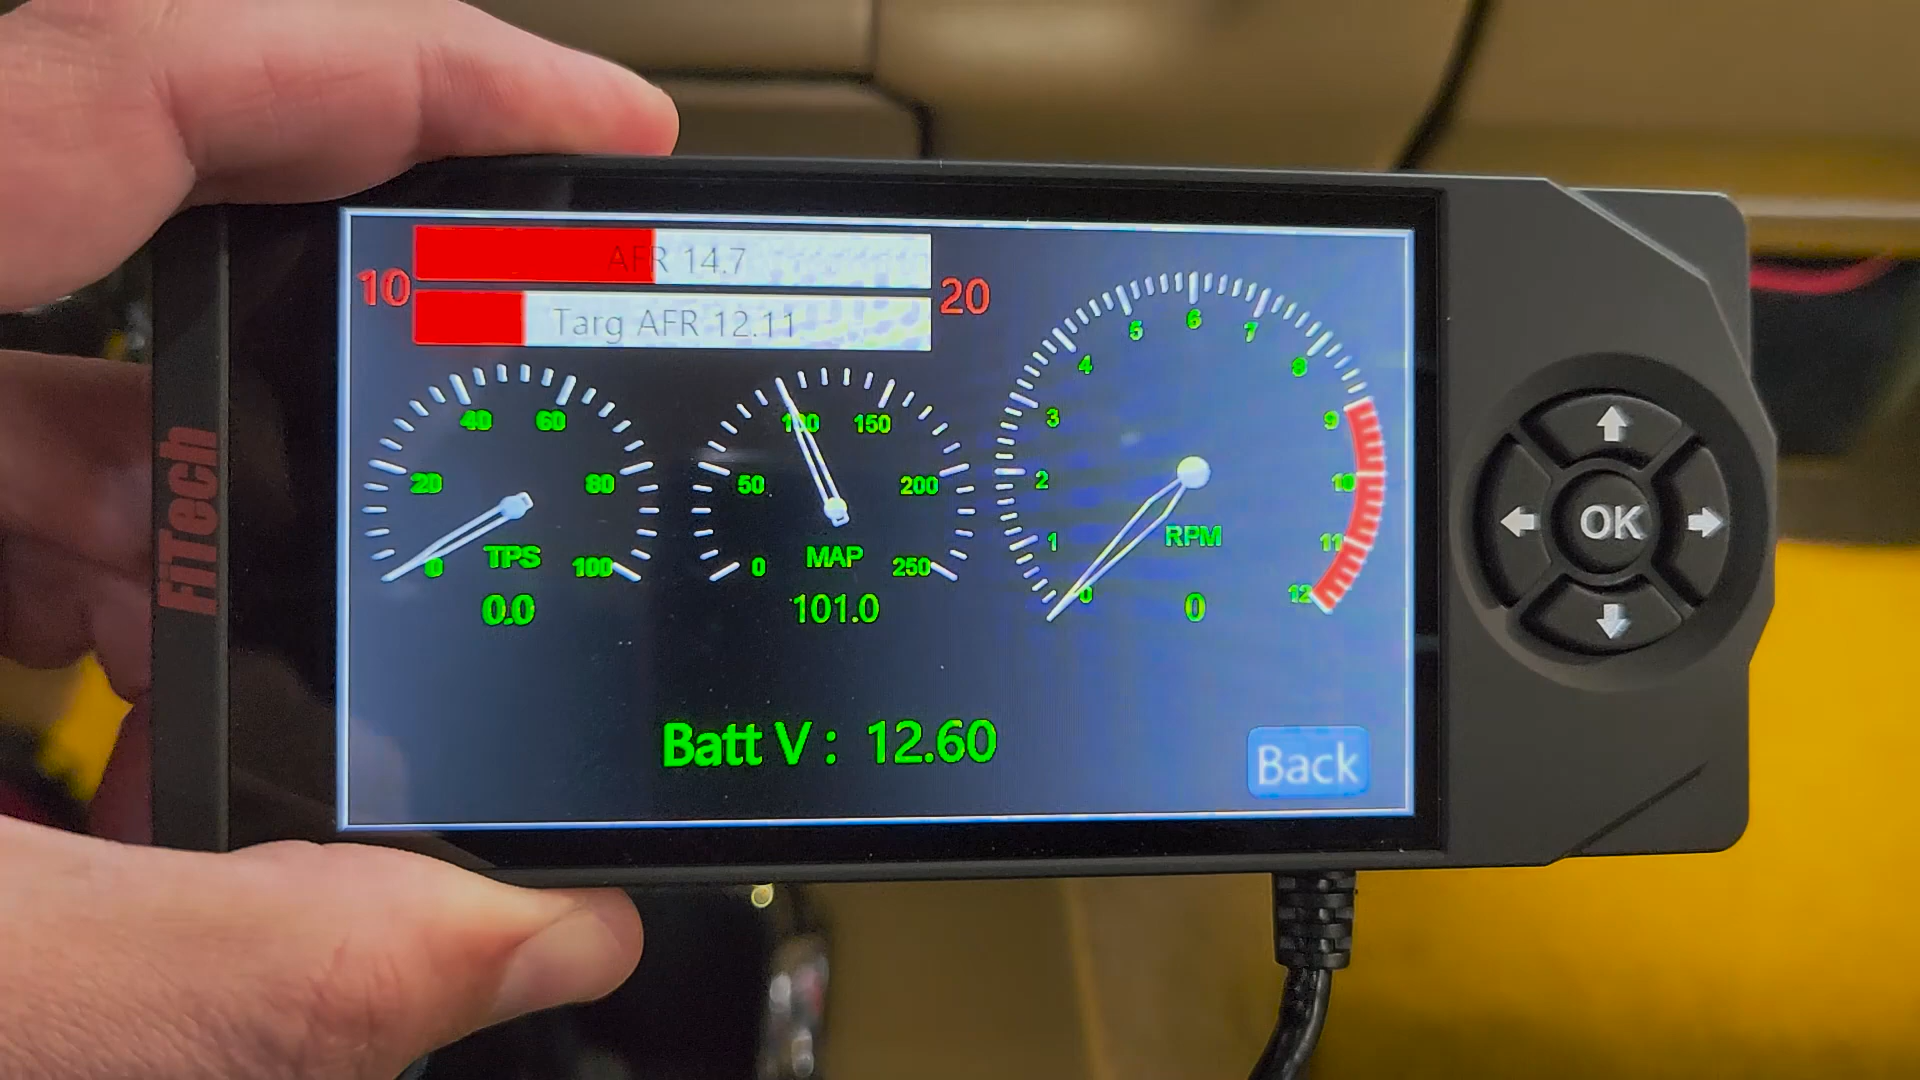 FiTech
AFR 14.7
10
20
Targ AFR 12.11
0 20 40 60 80 100
TPS
0.0
0 50 100 150 200 250
MAP
101.0
0 1 2 3 4 5 6 7 8 9 10 11 12
RPM
0
Batt V : 12.60
Back
OK